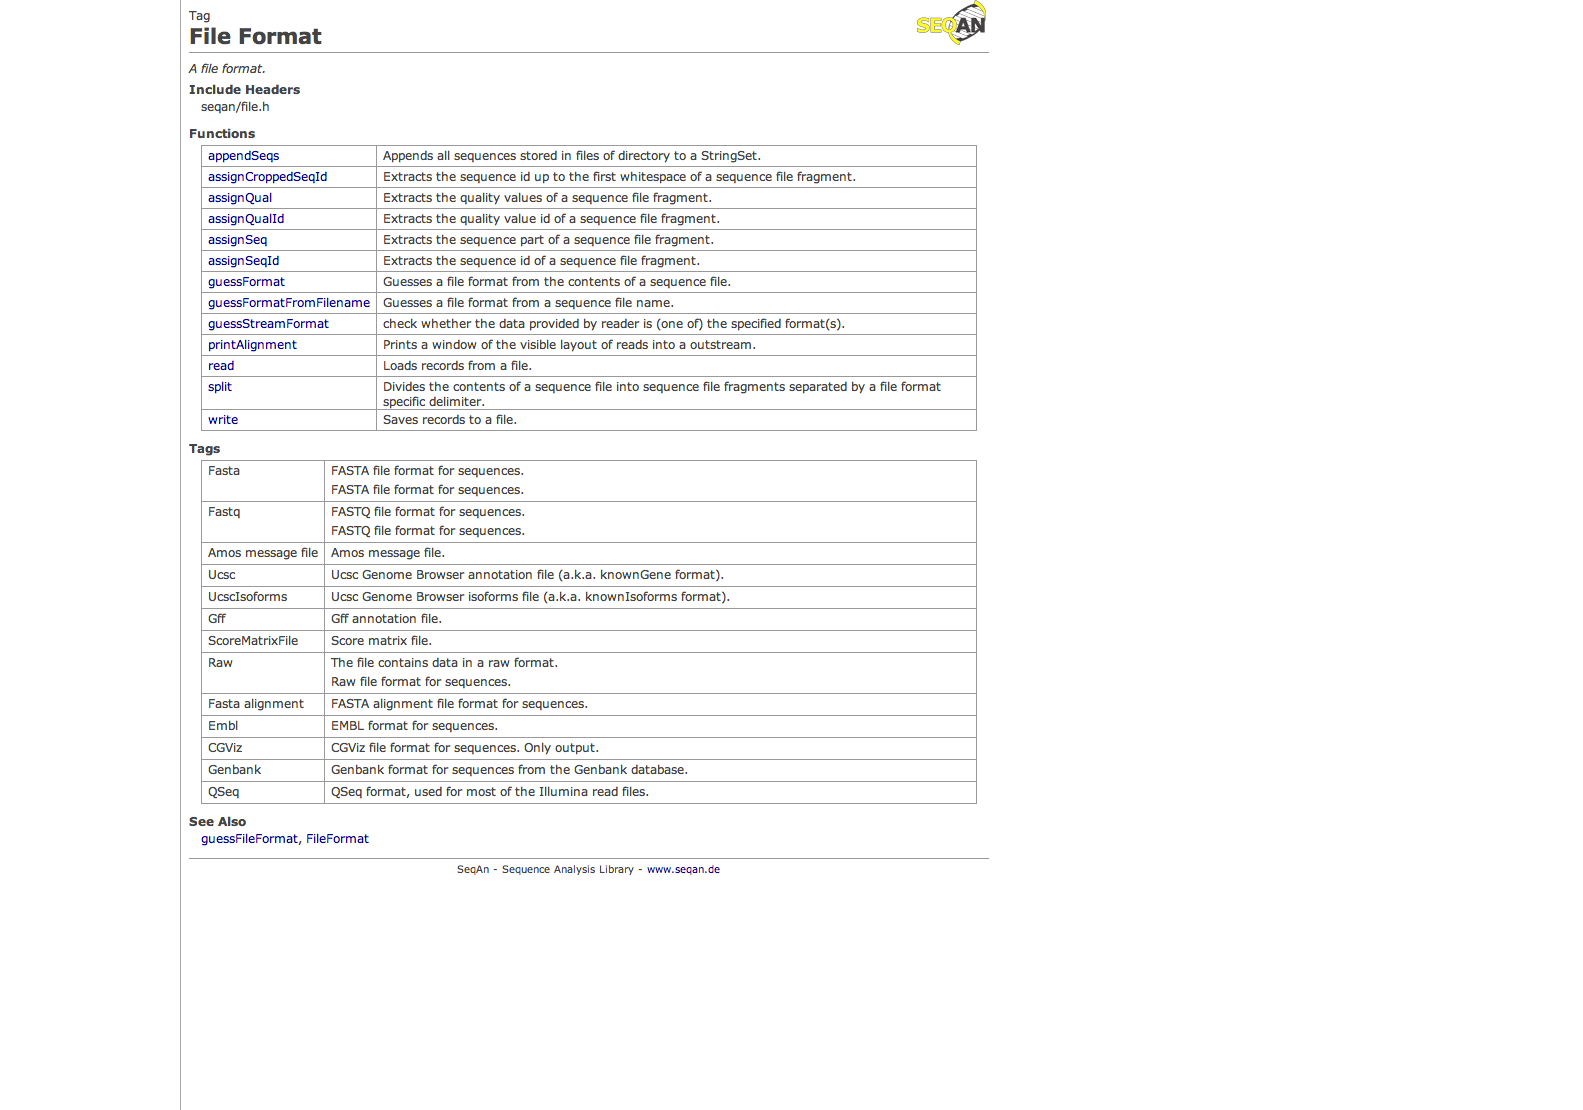 Tag
File Format
SEQAN
A file format.
Include Headers
seqan/file.h
Functions
appendSeqs Appends all sequences stored in files of directory to a StringSet.
assignCroppedSeqId Extracts the sequence id up to the first whitespace of a sequence file fragment.
assignQual Extracts the quality values of a sequence file fragment.
assignQualId Extracts the quality value id of a sequence file fragment.
assignSeq Extracts the sequence part of a sequence file fragment.
assignSeqId Extracts the sequence id of a sequence file fragment.
guessFormat Guesses a file format from the contents of a sequence file.
guessFormatFromFilename Guesses a file format from a sequence file name.
guessStreamFormat check whether the data provided by reader is (one of) the specified format(s).
printAlignment Prints a window of the visible layout of reads into a outstream.
read Loads records from a file.
split Divides the contents of a sequence file into sequence file fragments separated by a file format
specific delimiter.
write Saves records to a file.
Tags
Fasta FASTA file format for sequences.
FASTA file format for sequences.
Fastq FASTQ file format for sequences.
FASTQ file format for sequences.
Amos message file Amos message file.
Ucsc Ucsc Genome Browser annotation file (a.k.a. knownGene format).
UcscIsoforms Ucsc Genome Browser isoforms file (a.k.a. knownIsoforms format).
Gff Gff annotation file.
ScoreMatrixFile Score matrix file.
Raw The file contains data in a raw format.
Raw file format for sequences.
Fasta alignment FASTA alignment file format for sequences.
Embl EMBL format for sequences.
CGViz CGViz file format for sequences. Only output.
Genbank Genbank format for sequences from the Genbank database.
QSeq QSeq format, used for most of the Illumina read files.
See Also
guessFileFormat, FileFormat
SeqAn - Sequence Analysis Library - www.seqan.de